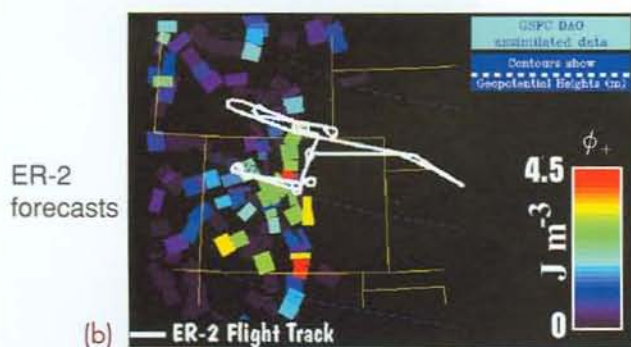 GSFC DAO
assimilated data
Contours show
Geopotential Heights (m)
ER-2
forecasts
ϕ+
4.5
J m-3
0
(b)
ER-2 Flight Track